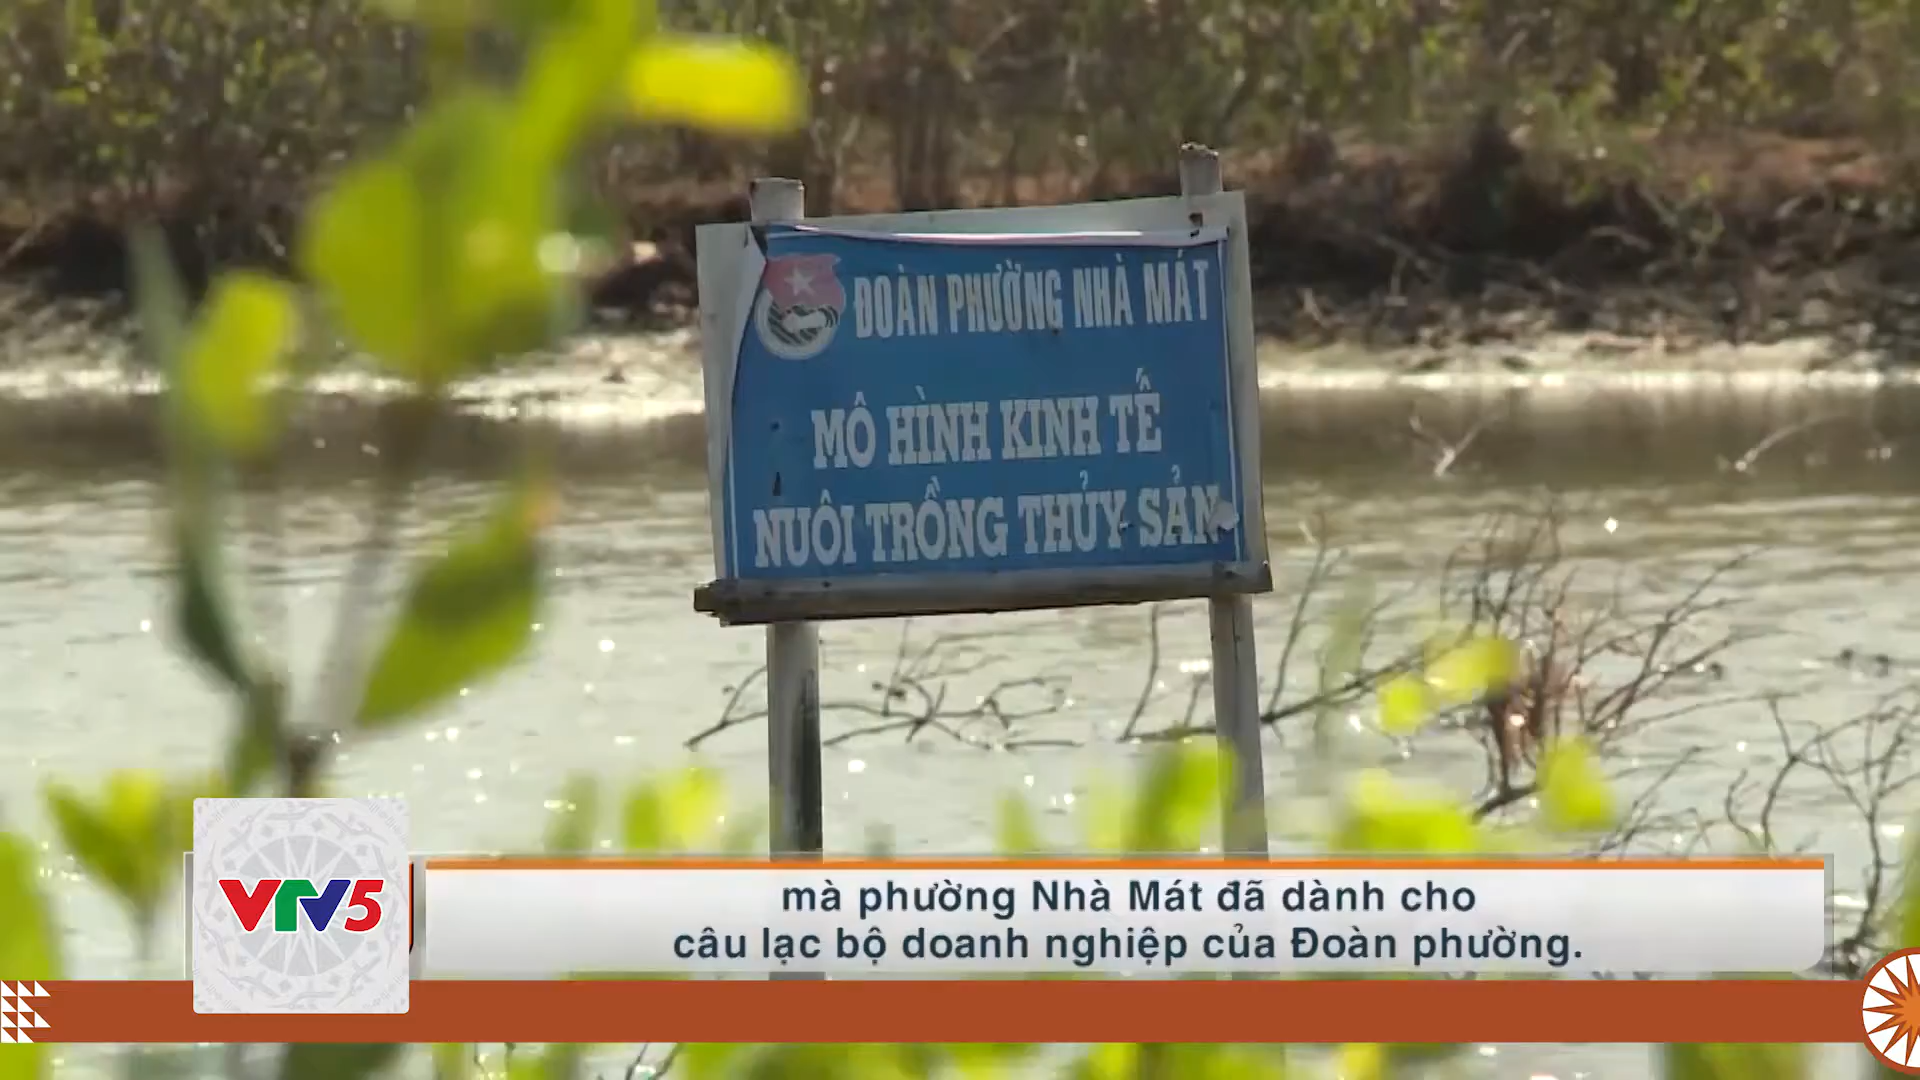 ĐOÀN PHƯỜNG NHÀ MÁT
MÔ HÌNH KINH TẾ
NUÔI TRỒNG THỦY SẢN
VTV5
mà phường Nhà Mát đã dành cho
câu lạc bộ doanh nghiệp của Đoàn phường.